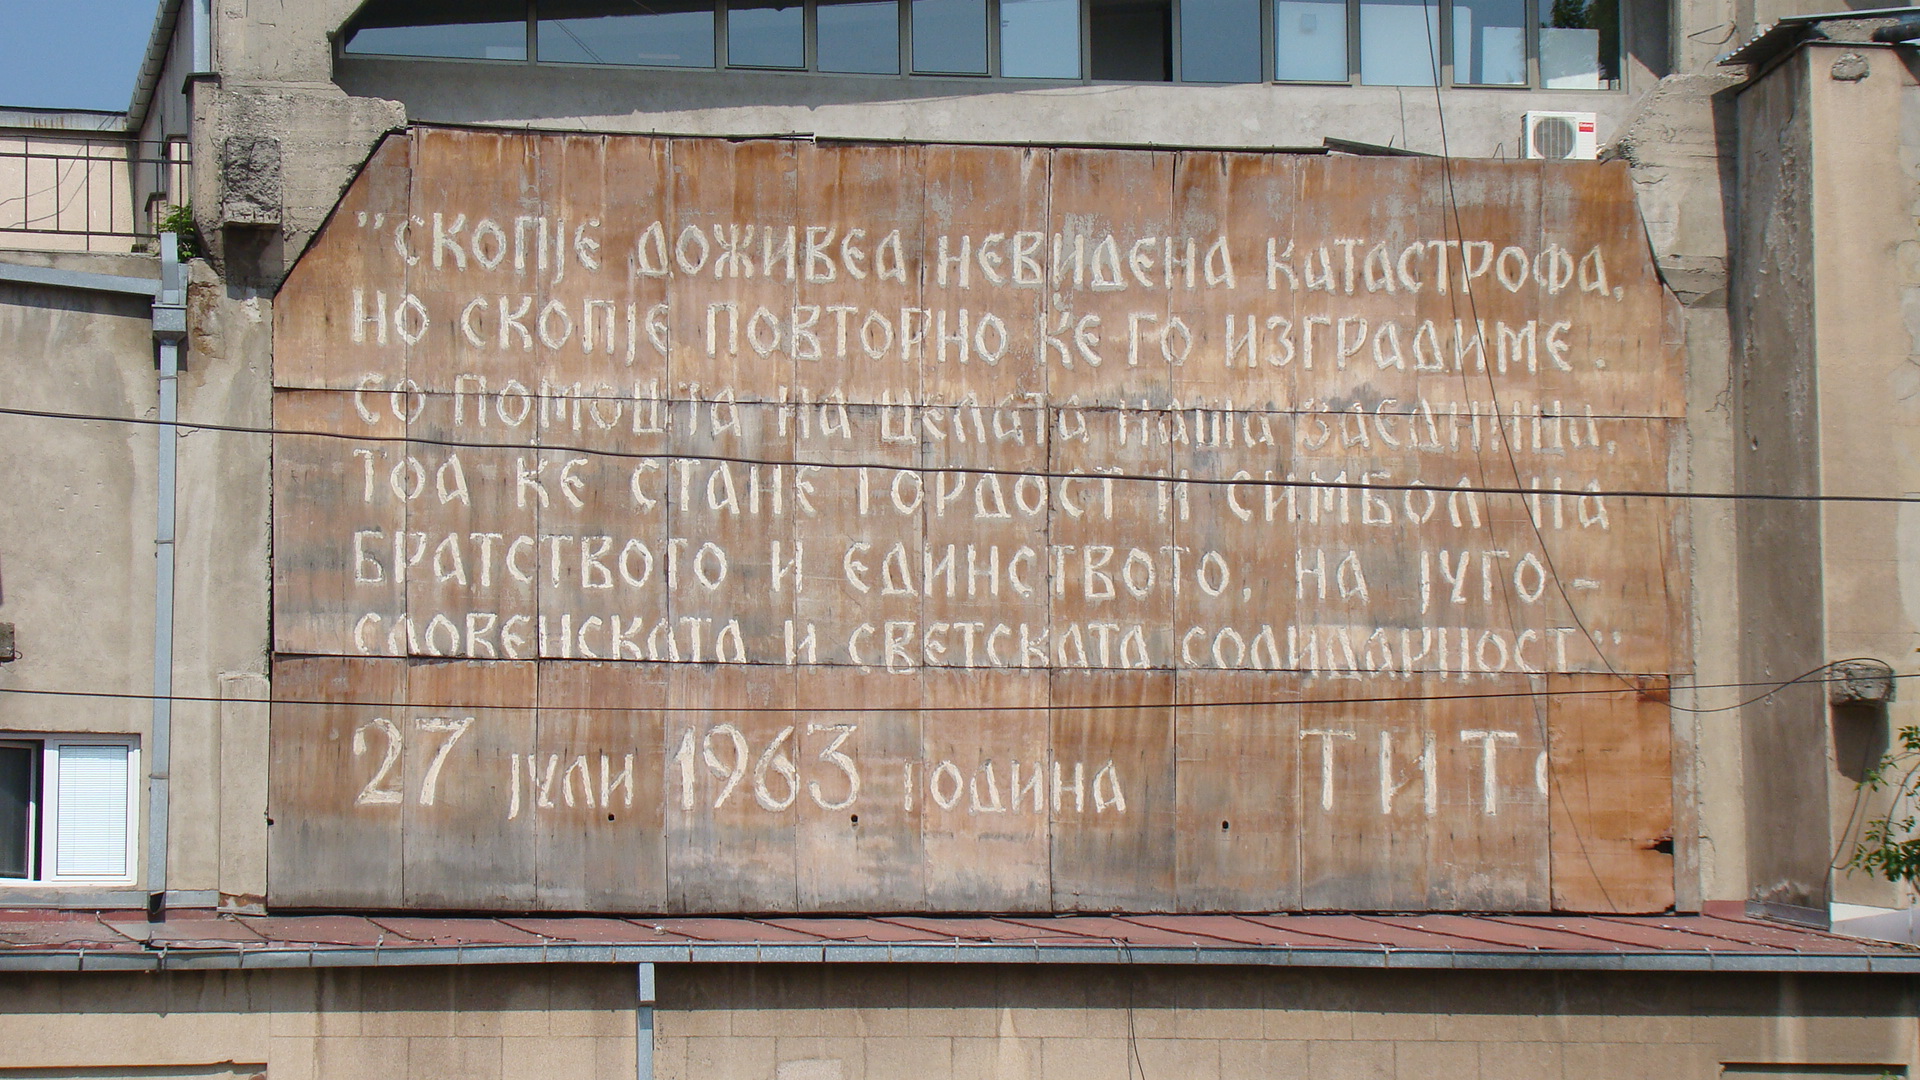 "СКОПЈЕ ДОЖИВЕА НЕВИДЕНА КАТАСТРОФА,
НО СКОПЈЕ ПОВТОРНО ЌЕ ГО ИЗГРАДИМЕ.
СО ПОМОШТА НА ЦЕЛАТА НАША ЗАЕДНИЦА,
ТОА ЌЕ СТАНЕ ГОРДОСТ И СИМБОЛ НА
БРАТСТВОТО И ЕДИНСТВОТО, НА ЈУГО-
СЛОВЕНСКАТА И СВЕТСКАТА СОЛИДАРНОСТ"
27 ЈУЛИ 1963 ГОДИНА ТИТО